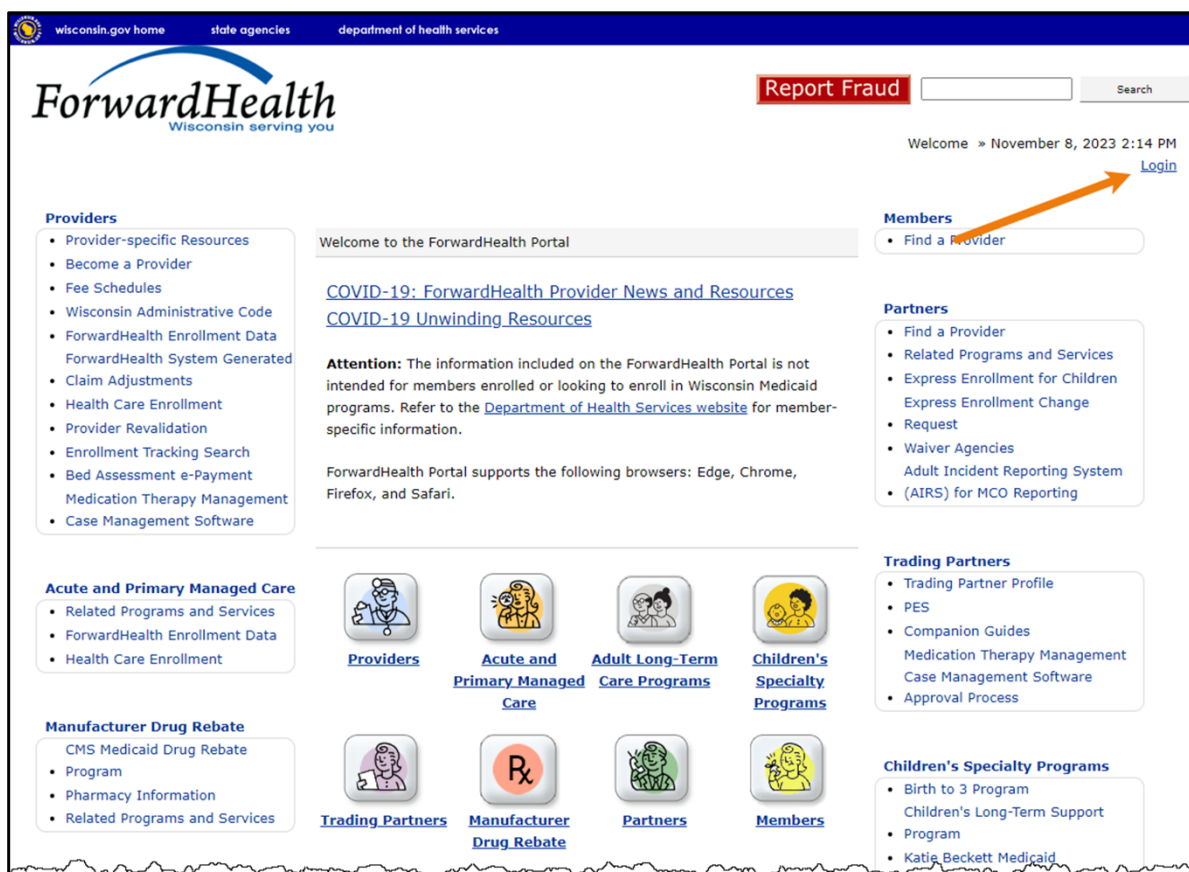 wisconsin.gov home state agencies department of health services
ForwardHealth
Wisconsin serving you
Report Fraud
Search
Welcome » November 8, 2023 2:14 PM
Login
Providers
• Provider-specific Resources
• Become a Provider
• Fee Schedules
• Wisconsin Administrative Code
• ForwardHealth Enrollment Data
ForwardHealth System Generated
• Claim Adjustments
• Health Care Enrollment
• Provider Revalidation
• Enrollment Tracking Search
• Bed Assessment e-Payment
Medication Therapy Management
• Case Management Software
Acute and Primary Managed Care
• Related Programs and Services
• ForwardHealth Enrollment Data
• Health Care Enrollment
Manufacturer Drug Rebate
CMS Medicaid Drug Rebate
• Program
• Pharmacy Information
• Related Programs and Services
Welcome to the ForwardHealth Portal
COVID-19: ForwardHealth Provider News and Resources
COVID-19 Unwinding Resources
Attention: The information included on the ForwardHealth Portal is not
intended for members enrolled or looking to enroll in Wisconsin Medicaid
programs. Refer to the Department of Health Services website for member-
specific information.
ForwardHealth Portal supports the following browsers: Edge, Chrome,
Firefox, and Safari.
Providers
Acute and
Primary Managed
Care
Adult Long-Term
Care Programs
Children's
Specialty
Programs
Rx
Trading Partners
Manufacturer
Drug Rebate
Partners
Members
Members
• Find a Provider
Partners
• Find a Provider
• Related Programs and Services
• Express Enrollment for Children
Express Enrollment Change
• Request
• Waiver Agencies
Adult Incident Reporting System
• (AIRS) for MCO Reporting
Trading Partners
• Trading Partner Profile
• PES
• Companion Guides
Medication Therapy Management
Case Management Software
• Approval Process
Children's Specialty Programs
• Birth to 3 Program
Children's Long-Term Support
• Program
• Katie Beckett Medicaid